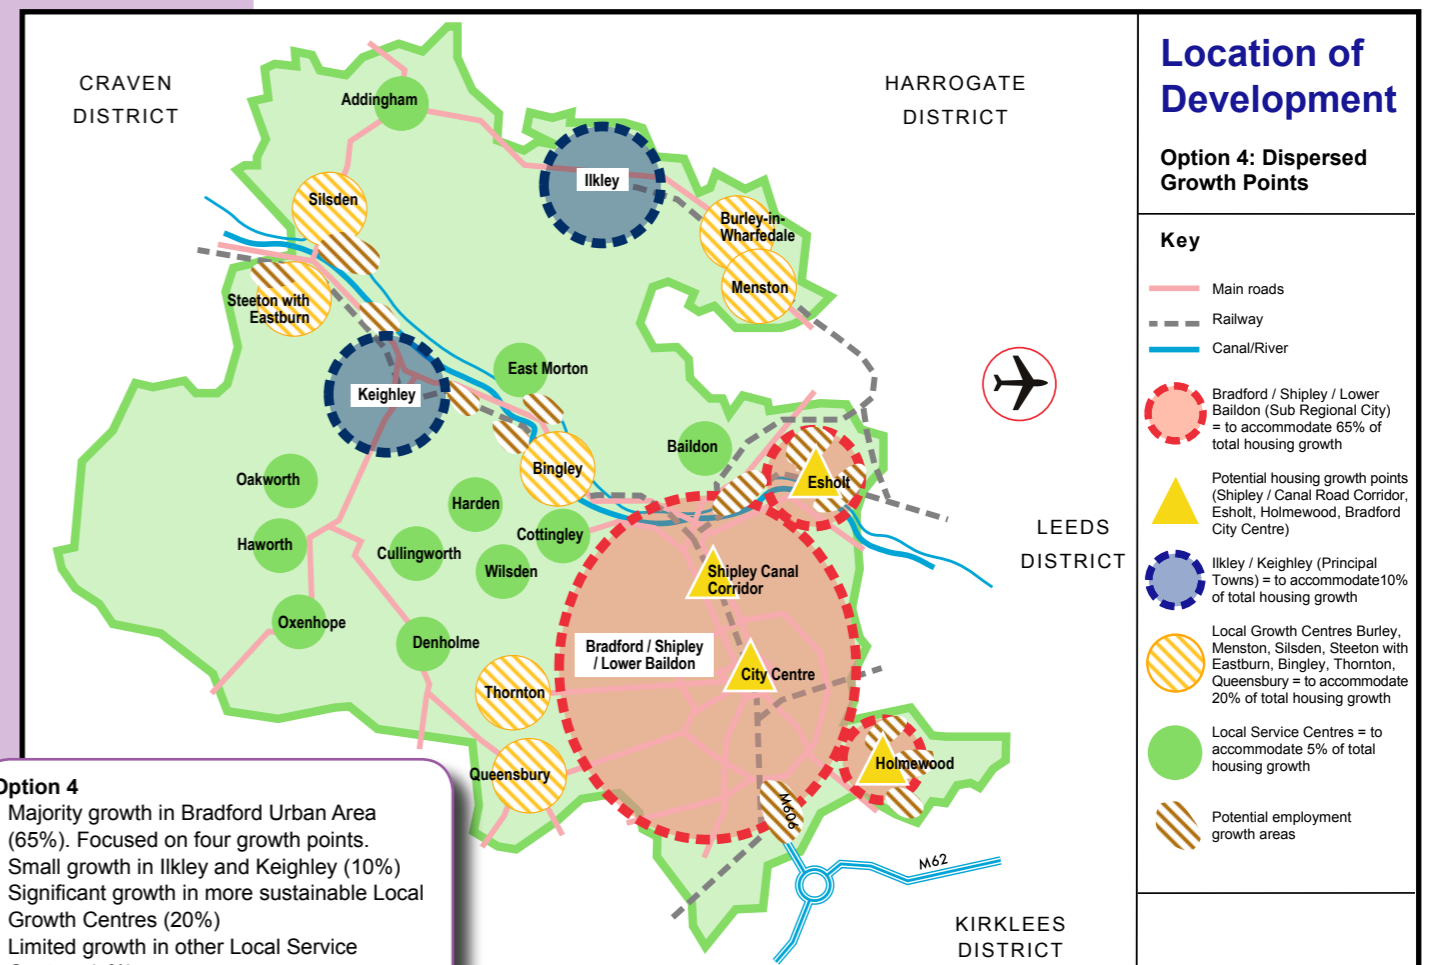 CRAVEN
DISTRICT
HARROGATE
DISTRICT
Addingham
Ilkley
Silsden
Burley-in-
Wharfedale
Menston
Steeton with
Eastburn
East Morton
Keighley
Baildon
Bingley
Esholt
Oakworth
Harden
Haworth
Cottingley
Cullingworth
Wilsden
LEEDS
DISTRICT
Shipley Canal
Corridor
Oxenhope
Denholme
Bradford / Shipley
/ Lower Baildon
City Centre
Thornton
Queensbury
Holmewood
M606
M62
KIRKLEES
DISTRICT
Option 4
Majority growth in Bradford Urban Area
(65%). Focused on four growth points.
Small growth in Ilkley and Keighley (10%)
Significant growth in more sustainable Local
Growth Centres (20%)
Limited growth in other Local Service
Location of
Development
Option 4: Dispersed
Growth Points
Key
Main roads
Railway
Canal/River
Bradford / Shipley / Lower
Baildon (Sub Regional City)
= to accommodate 65% of
total housing growth
Potential housing growth points
(Shipley / Canal Road Corridor,
Esholt, Holmewood, Bradford
City Centre)
Ilkley / Keighley (Principal
Towns) = to accommodate10%
of total housing growth
Local Growth Centres Burley,
Menston, Silsden, Steeton with
Eastburn, Bingley, Thornton,
Queensbury = to accommodate
20% of total housing growth
Local Service Centres = to
accommodate 5% of total
housing growth
Potential employment
growth areas